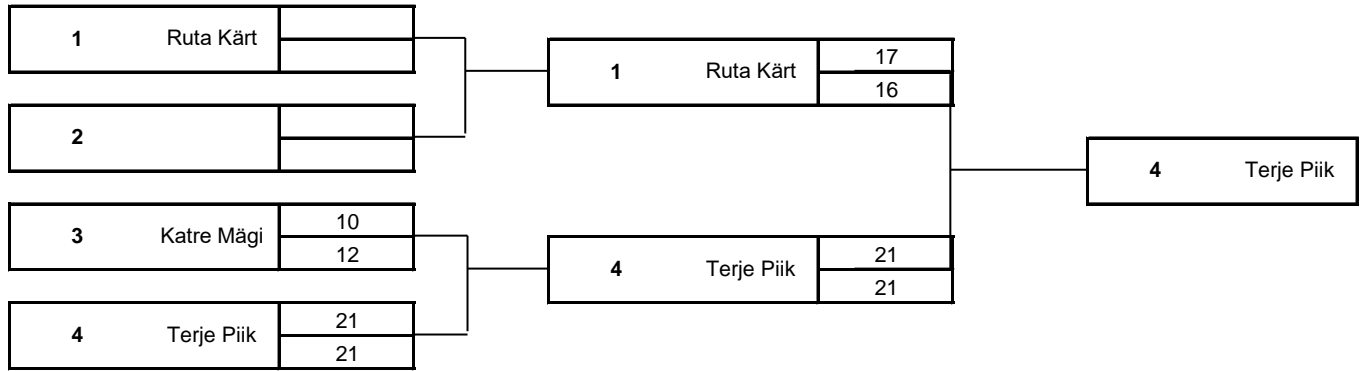 1 Ruta Kärt
2
3 Katre Mägi 10
12
4 Terje Piik 21
21
1 Ruta Kärt 17
16
4 Terje Piik 21
21
4 Terje Piik